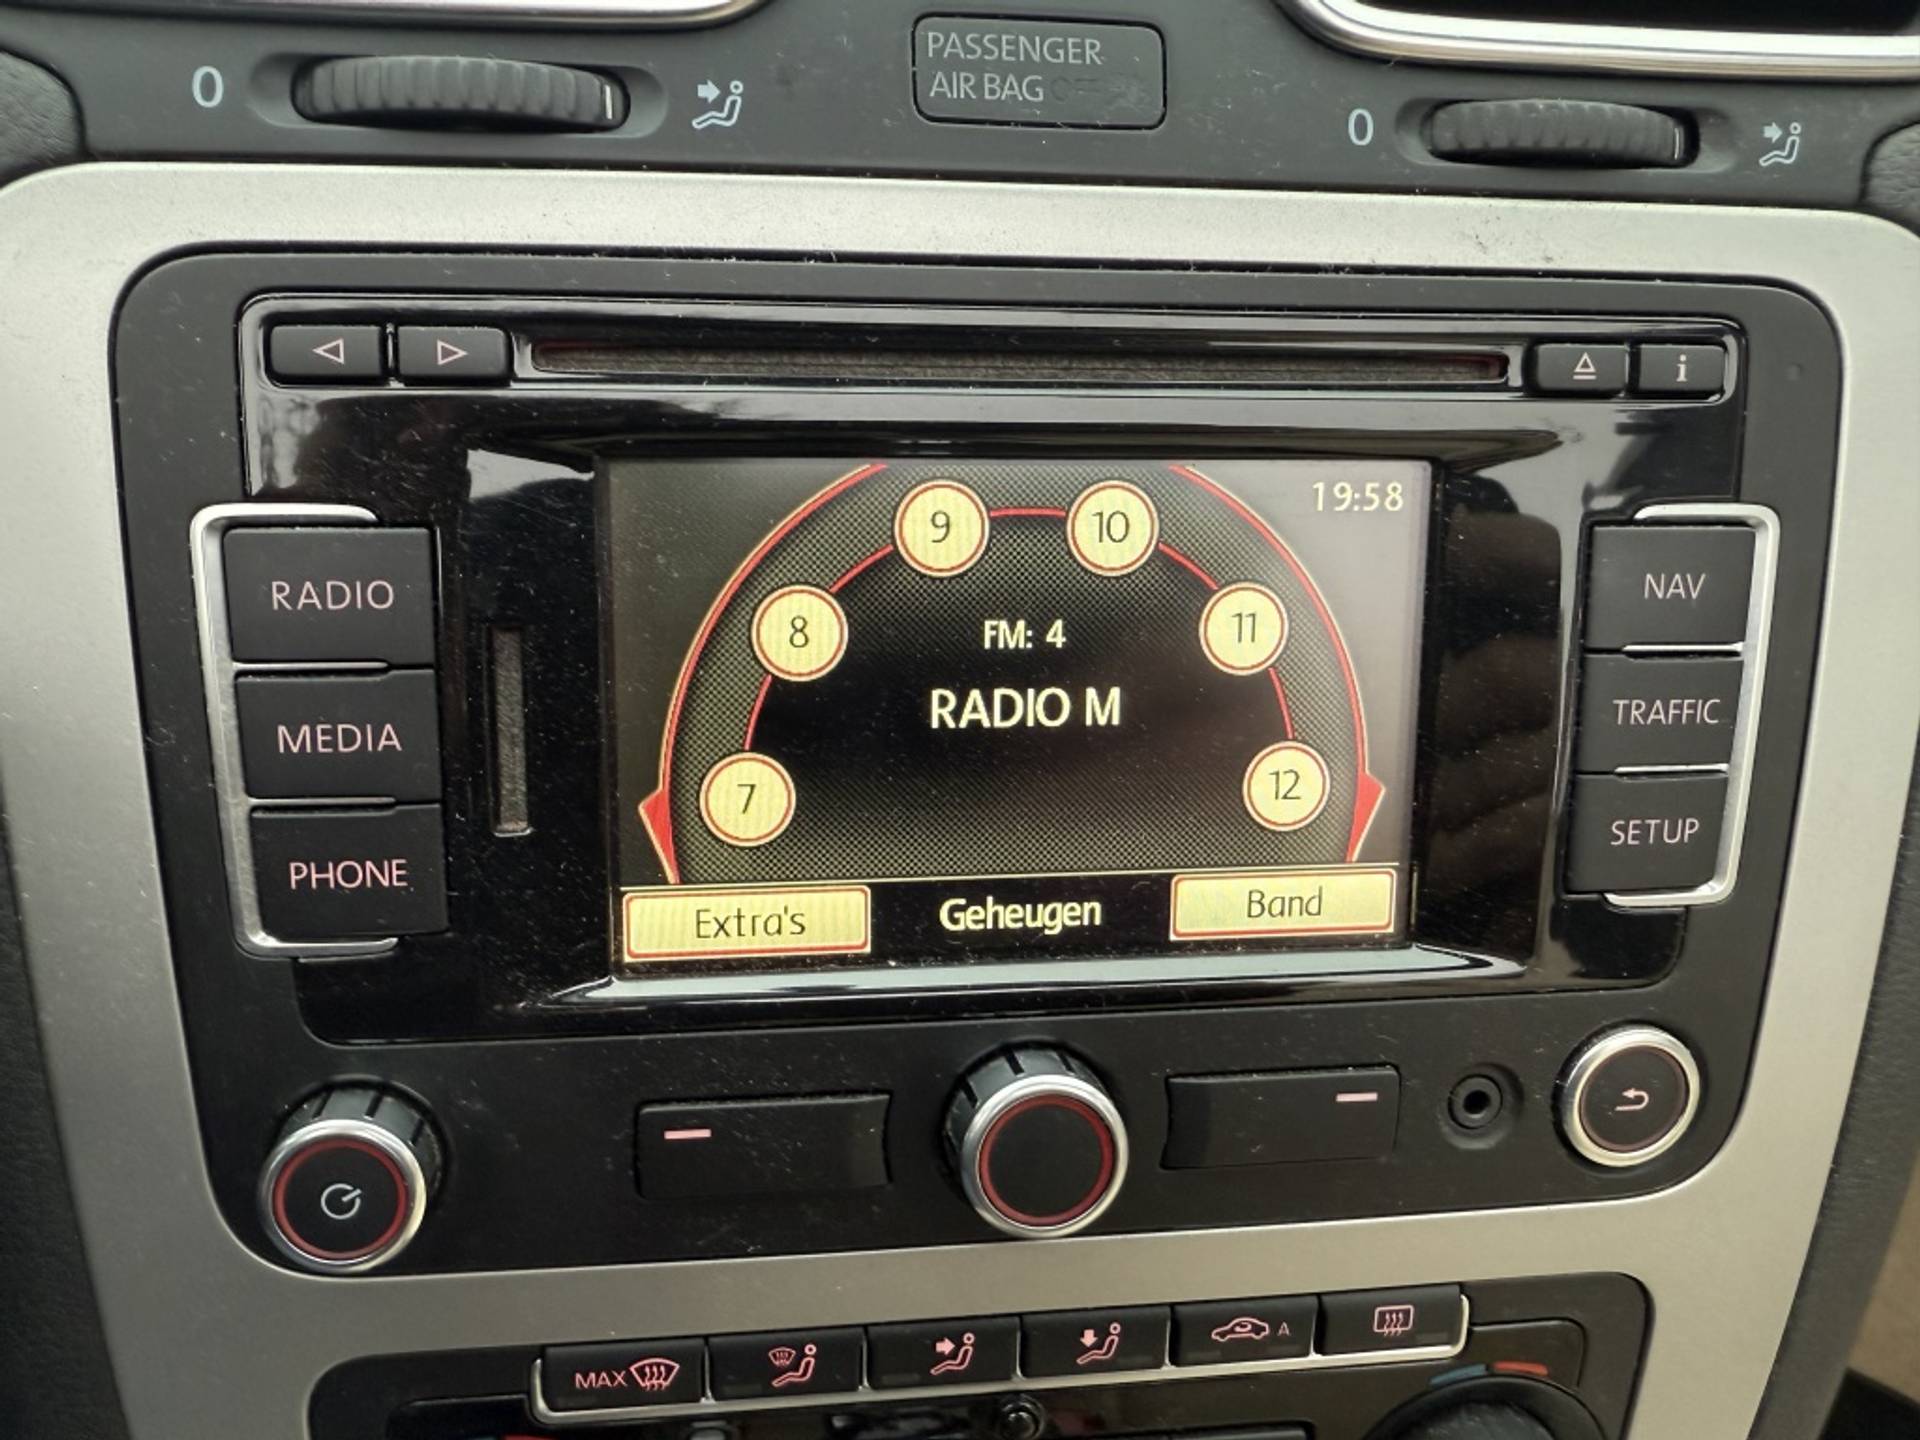 0
PASSENGER
AIR BAG
0
i
19:58
9
10
8
11
FM: 4
RADIO M
7
12
Extra's
Geheugen
Band
RADIO
MEDIA
PHONE
NAV
TRAFFIC
SETUP
MAX
A